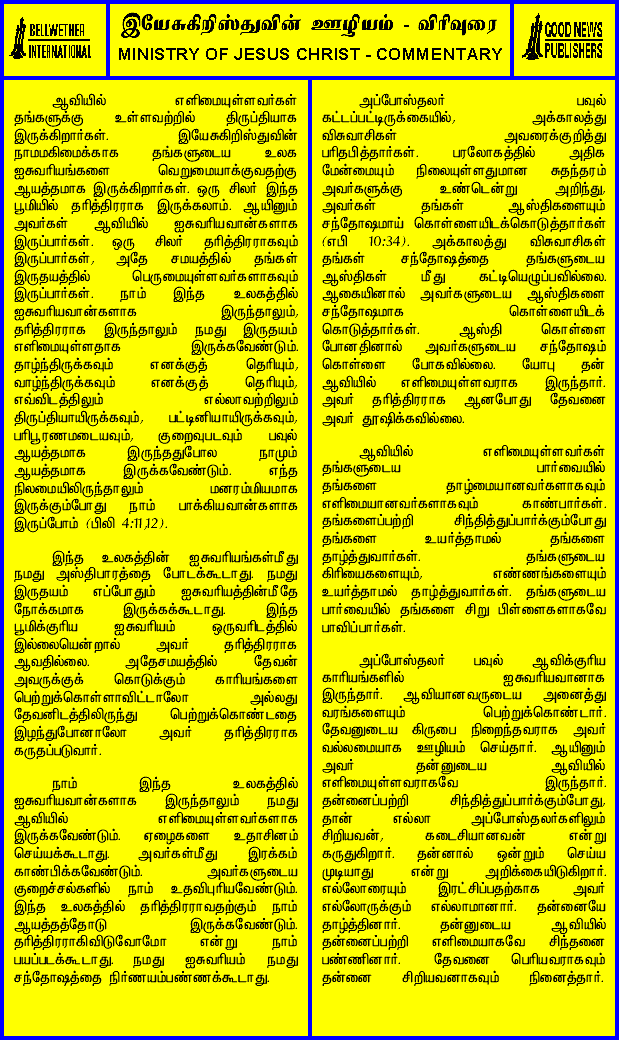 BELLWETHER
INTERNATIONAL
இயேசுகிறிஸ்துவின் ஊழியம் - விரிவுரை
MINISTRY OF JESUS CHRIST - COMMENTARY
GOOD NEWS
PUBLISHERS
ஆவியில் எளிமையுள்ளவர்கள்
தங்களுக்கு உள்ளவற்றில் திருப்தியாக
இருக்கிறார்கள். இயேசுகிறிஸ்துவின்
நாமமகிமைக்காக தங்களுடைய உலக
ஐசுவரியங்களை வெறுமையாக்குவதற்கு
ஆயத்தமாக இருக்கிறார்கள். ஒரு சிலர் இந்த
பூமியில் தரித்திரராக இருக்கலாம். ஆயினும்
அவர்கள் ஆவியில் ஐசுவரியவான்களாக
இருப்பார்கள். ஒரு சிலர் தரித்திரராகவும்
இருப்பார்கள், அதே சமயத்தில் தங்கள்
இருதயத்தில் பெருமையுள்ளவர்களாகவும்
இருப்பார்கள். நாம் இந்த உலகத்தில்
ஐசுவரியவான்களாக இருந்தாலும்,
தரித்திரராக இருந்தாலும் நமது இருதயம்
எளிமையுள்ளதாக இருக்கவேண்டும்.
தாழ்ந்திருக்கவும் எனக்குத் தெரியும்,
வாழ்ந்திருக்கவும் எனக்குத் தெரியும்,
எவ்விடத்திலும் எல்லாவற்றிலும்
திருப்தியாயிருக்கவும், பட்டினியாயிருக்கவும்,
பரிபூரணமடையவும், குறைவுபடவும் பவுல்
ஆயத்தமாக இருந்ததுபோல நாமும்
ஆயத்தமாக இருக்கவேண்டும். எந்த
நிலமையிலிருந்தாலும் மனரம்மியமாக
இருக்கும்போது நாம் பாக்கியவான்களாக
இருப்போம் (பிலி 4:11,12).
இந்த உலகத்தின் ஐசுவரியங்கள்மீது
நமது அஸ்திபாரத்தை போடக்கூடாது. நமது
இருதயம் எப்போதும் ஐசுவரியத்தின்மீதே
நோக்கமாக இருக்கக்கூடாது. இந்த
பூமிக்குரிய ஐசுவரியம் ஒருவரிடத்தில்
இல்லையென்றால் அவர் தரித்திரராக
ஆவதில்லை. அதேசமயத்தில் தேவன்
அவருக்குக் கொடுக்கும் காரியங்களை
பெற்றுக்கொள்ளாவிட்டாலோ அல்லது
தேவனிடத்திலிருந்து பெற்றுக்கொண்டதை
இழந்துபோனாலோ அவர் தரித்திரராக
கருதப்படுவார்.
நாம் இந்த உலகத்தில்
ஐசுவரியவான்களாக இருந்தாலும் நமது
ஆவியில் எளிமையுள்ளவர்களாக
இருக்கவேண்டும். ஏழைகளை உதாசினம்
செய்யக்கூடாது. அவர்கள்மீது இரக்கம்
காண்பிக்கவேண்டும். அவர்களுடைய
குறைச்சல்களில் நாம் உதவிபுரியவேண்டும்.
இந்த உலகத்தில் தரித்திரராவதற்கும் நாம்
ஆயத்தத்தோடு இருக்கவேண்டும்.
தரித்திரராகிவிடுவோமோ என்று நாம்
பயப்படக்கூடாது. நமது ஐசுவரியம் நமது
சந்தோஷத்தை நிர்ணயம்பண்ணக்கூடாது.
அப்போஸ்தலர் பவுல்
கட்டப்பட்டிருக்கையில், அக்காலத்து
விசுவாசிகள் அவரைக்குறித்து
பரிதபித்தார்கள். பரலோகத்தில் அதிக
மேன்மையும் நிலையுள்ளதுமான சுதந்தரம்
அவர்களுக்கு உண்டென்று அறிந்து,
அவர்கள் தங்கள் ஆஸ்திகளையும்
சந்தோஷமாய் கொள்ளையிடக்கொடுத்தார்கள்
(எபி 10:34). அக்காலத்து விசுவாசிகள்
தங்கள் சந்தோஷத்தை தங்களுடைய
ஆஸ்திகள் மீது கட்டியெழுப்பவில்லை.
ஆகையினால் அவர்களுடைய ஆஸ்திகளை
சந்தோஷமாக கொள்ளையிடக்
கொடுத்தார்கள். ஆஸ்தி கொள்ளை
போனதினால் அவர்களுடைய சந்தோஷம்
கொள்ளை போகவில்லை. யோபு தன்
ஆவியில் எளிமையுள்ளவராக இருந்தார்.
அவர் தரித்திரராக ஆனபோது தேவனை
அவர் தூஷிக்கவில்லை.
ஆவியில் எளிமையுள்ளவர்கள்
தங்களுடைய பார்வையில்
தங்களை தாழ்மையானவர்களாகவும்
எளிமையானவர்களாகவும் காண்பார்கள்.
தங்களைப்பற்றி சிந்தித்துப்பார்க்கும்போது
தங்களை உயர்த்தாமல் தங்களை
தாழ்த்துவார்கள். தங்களுடைய
கிரியைகளையும், எண்ணங்களையும்
உயர்த்தாமல் தாழ்த்துவார்கள். தங்களுடைய
பார்வையில் தங்களை சிறு பிள்ளைகளாகவே
பாவிப்பார்கள்.
அப்போஸ்தலர் பவுல் ஆவிக்குரிய
காரியங்களில் ஐசுவரியவானாக
இருந்தார். ஆவியானவருடைய அனைத்து
வரங்களையும் பெற்றுக்கொண்டார்.
தேவனுடைய கிருபை நிறைந்தவராக அவர்
வல்லமையாக ஊழியம் செய்தார். ஆயினும்
அவர் தன்னுடைய ஆவியில்
எளிமையுள்ளவராகவே இருந்தார்.
தன்னைப்பற்றி சிந்தித்துப்பார்க்கும்போது,
தான் எல்லா அப்போஸ்தலர்களிலும்
சிறியவன், கடைசியானவன் என்று
கருதுகிறார். தன்னால் ஒன்றும் செய்ய
முடியாது என்று அறிக்கையிடுகிறார்.
எல்லோரையும் இரட்சிப்பதற்காக அவர்
எல்லோருக்கும் எல்லாமானார். தன்னையே
தாழ்த்தினார். தன்னுடைய ஆவியில்
தன்னைப்பற்றி எளிமையாகவே சிந்தனை
பண்ணினார். தேவனை பெரியவராகவும்
தன்னை சிறியவனாகவும் நினைத்தார்.